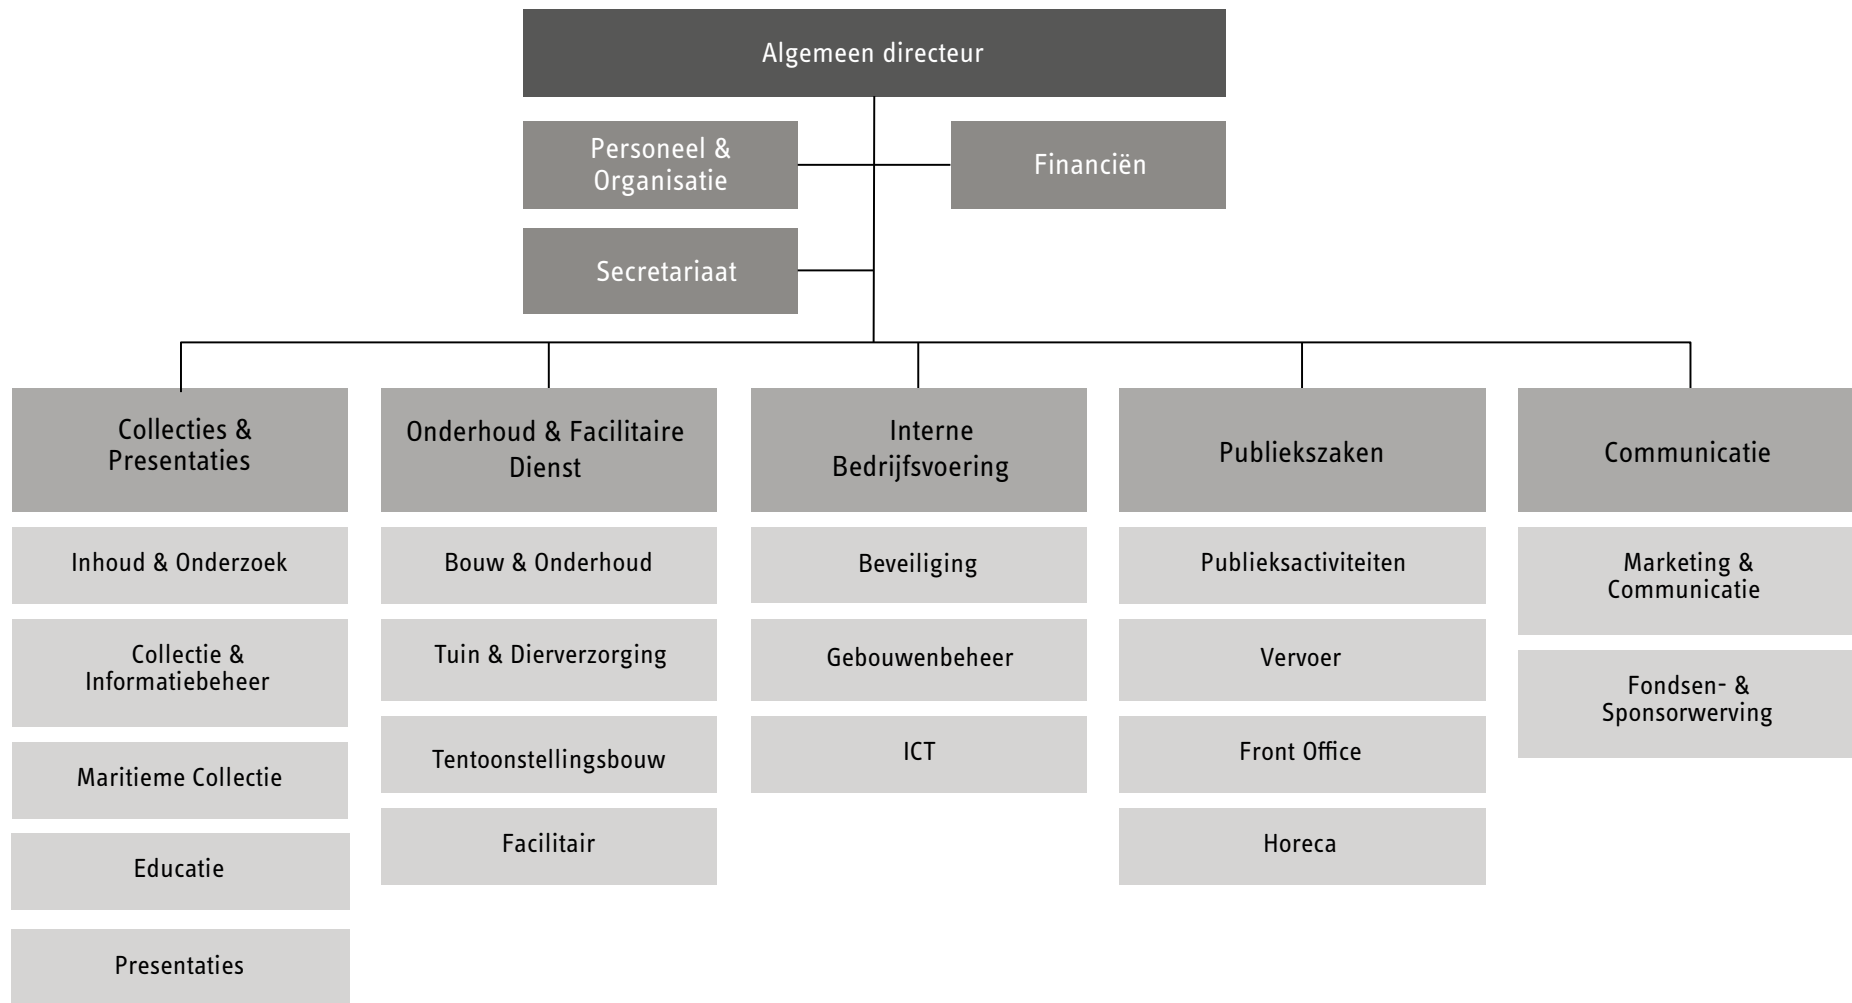 Algemeen directeur
Personeel &
Organisatie
Financiën
Secretariaat
Collecties &
Presentaties
Inhoud & Onderzoek
Collectie &
Informatiebeheer
Maritieme Collectie
Educatie
Presentaties
Onderhoud & Facilitaire
Dienst
Bouw & Onderhoud
Tuin & Dierverzorging
Tentoonstellingsbouw
Facilitair
Interne
Bedrijfsvoering
Beveiliging
Gebouwenbeheer
ICT
Publiekszaken
Publieksactiviteiten
Vervoer
Front Office
Horeca
Communicatie
Marketing &
Communicatie
Fondsen- &
Sponsorwerving